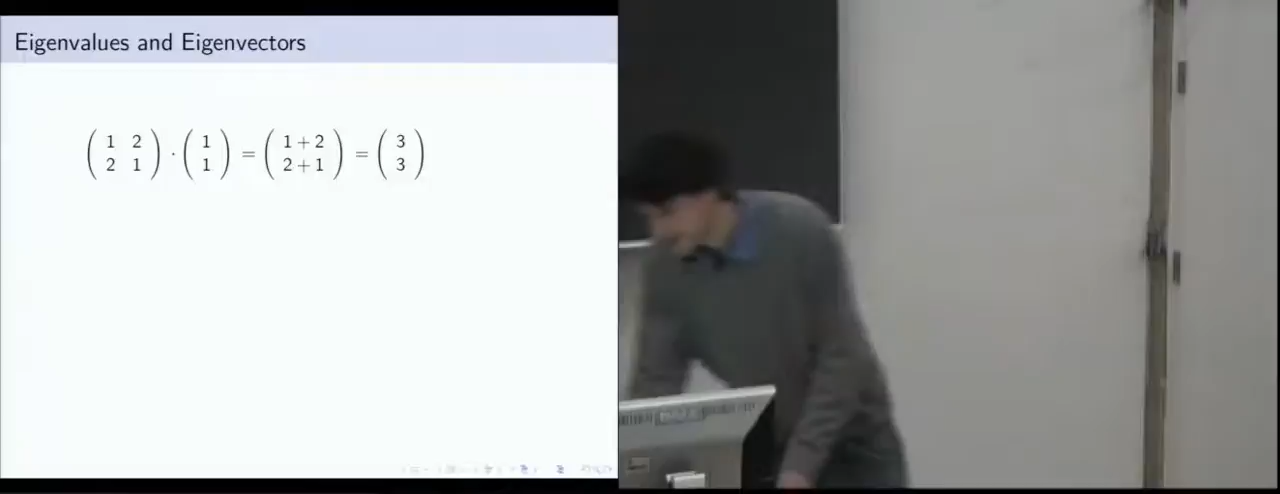 Eigenvalues and Eigenvectors
( 1 2 ; 2 1 ) · ( 1 ; 1 ) = ( 1 + 2 ; 2 + 1 ) = ( 3 ; 3 )